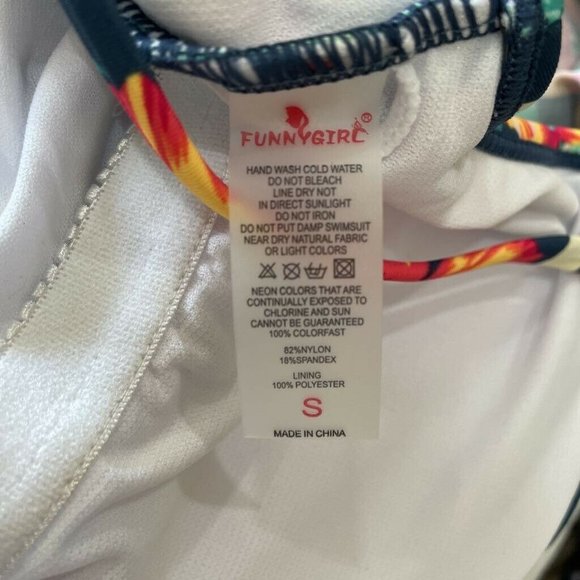 FUNNYGIRL®
HAND WASH COLD WATER
DO NOT BLEACH
LINE DRY NOT
IN DIRECT SUNLIGHT
DO NOT IRON
DO NOT PUT DAMP SWIMSUIT
NEAR DRY NATURAL FABRIC
OR LIGHT COLORS
NEON COLORS THAT ARE
CONTINUALLY EXPOSED TO
CHLORINE AND SUN
CANNOT BE GUARANTEED
100% COLORFAST
82%NYLON
18%SPANDEX
LINING
100% POLYESTER
S
MADE IN CHINA